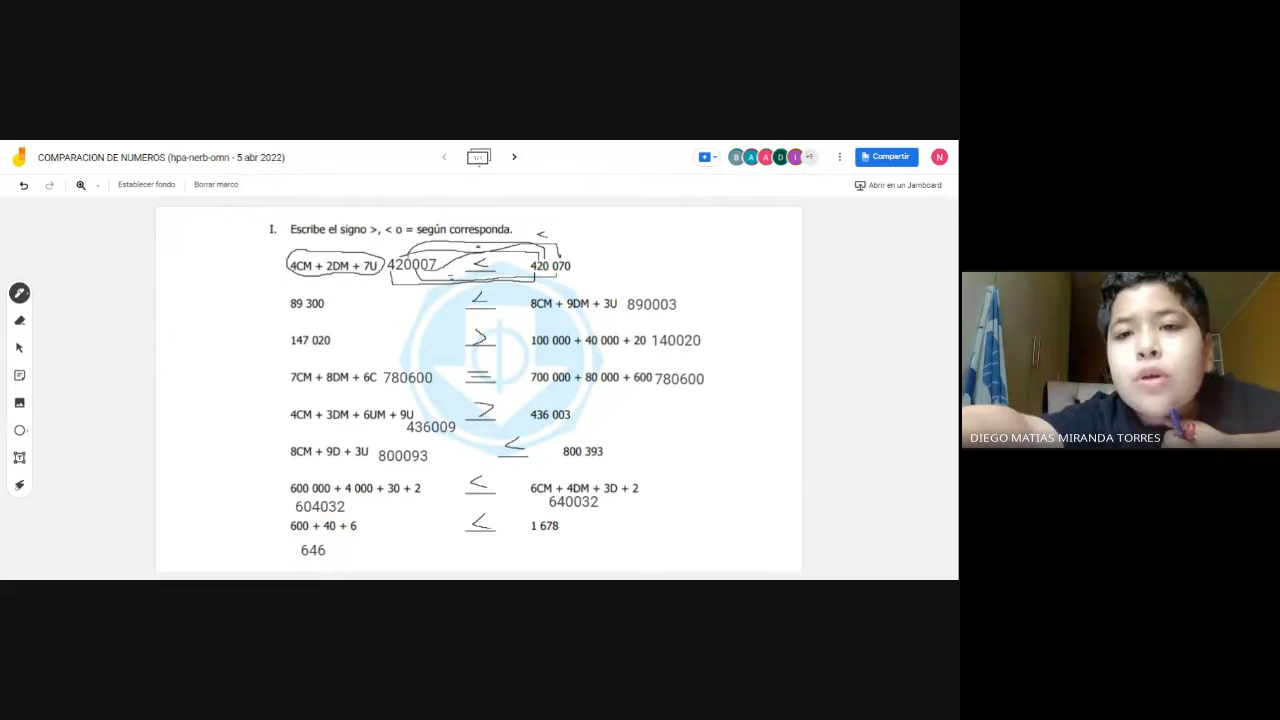 COMPARACION DE NUMEROS (hpa-nerb-omn - 5 abr 2022)
1/1
B A A D I +9
Compartir
N
Establecer fondo
Borrar marco
Abrir en un Jamboard
I. Escribe el signo >, < o = según corresponda.
<
=
4CM + 2DM + 7U 420007 < 420 070
=
89 300 < 8CM + 9DM + 3U 890003
147 020 > 100 000 + 40 000 + 20 140020
7CM + 8DM + 6C 780600 = 700 000 + 80 000 + 600 780600
4CM + 3DM + 6UM + 9U > 436 003
436009
8CM + 9D + 3U 800093 < 800 393
600 000 + 4 000 + 30 + 2 < 6CM + 4DM + 3D + 2
604032 640032
600 + 40 + 6 < 1 678
646
DIEGO MATIAS MIRANDA TORRES